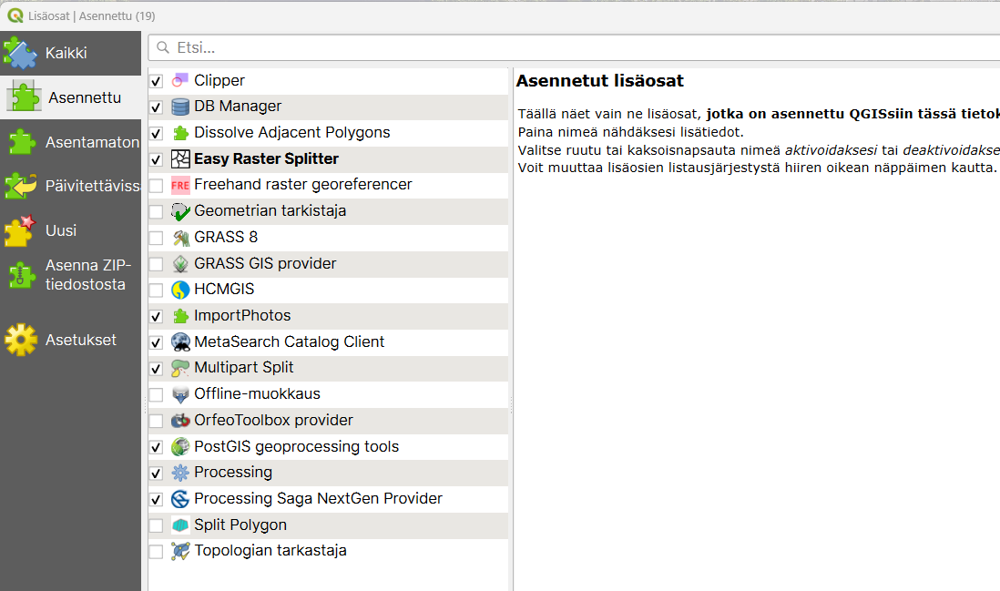 Lisäosat | Asennettu (19)
Kaikki
Asennettu
Asentamaton
Päivitettäviss
Uusi
Asenna ZIP-
tiedostosta
Asetukset
Etsi...
Clipper
DB Manager
Dissolve Adjacent Polygons
Easy Raster Splitter
FRE Freehand raster georeferencer
Geometrian tarkistaja
GRASS 8
GRASS GIS provider
HCMGIS
ImportPhotos
MetaSearch Catalog Client
Multipart Split
Offline-muokkaus
OrfeoToolbox provider
PostGIS geoprocessing tools
Processing
Processing Saga NextGen Provider
Split Polygon
Topologian tarkastaja
Asennetut lisäosat
Täällä näet vain ne lisäosat, jotka on asennettu QGISsiin tässä tietok
Paina nimeä nähdäksesi lisätiedot.
Valitse ruutu tai kaksoisnapsauta nimeä aktivoidaksesi tai deaktivoidakse
Voit muuttaa lisäosien listausjärjestystä hiiren oikean näppäimen kautta.